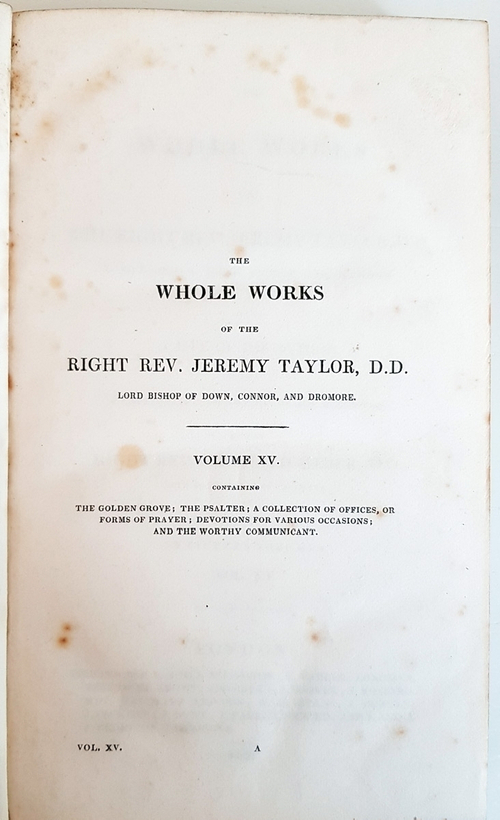 THE
WHOLE WORKS
OF THE
RIGHT REV. JEREMY TAYLOR, D.D.
LORD BISHOP OF DOWN, CONNOR, AND DROMORE.
VOLUME XV.
CONTAINING
THE GOLDEN GROVE; THE PSALTER; A COLLECTION OF OFFICES, OR
FORMS OF PRAYER; DEVOTIONS FOR VARIOUS OCCASIONS;
AND THE WORTHY COMMUNICANT.
VOL. XV. A